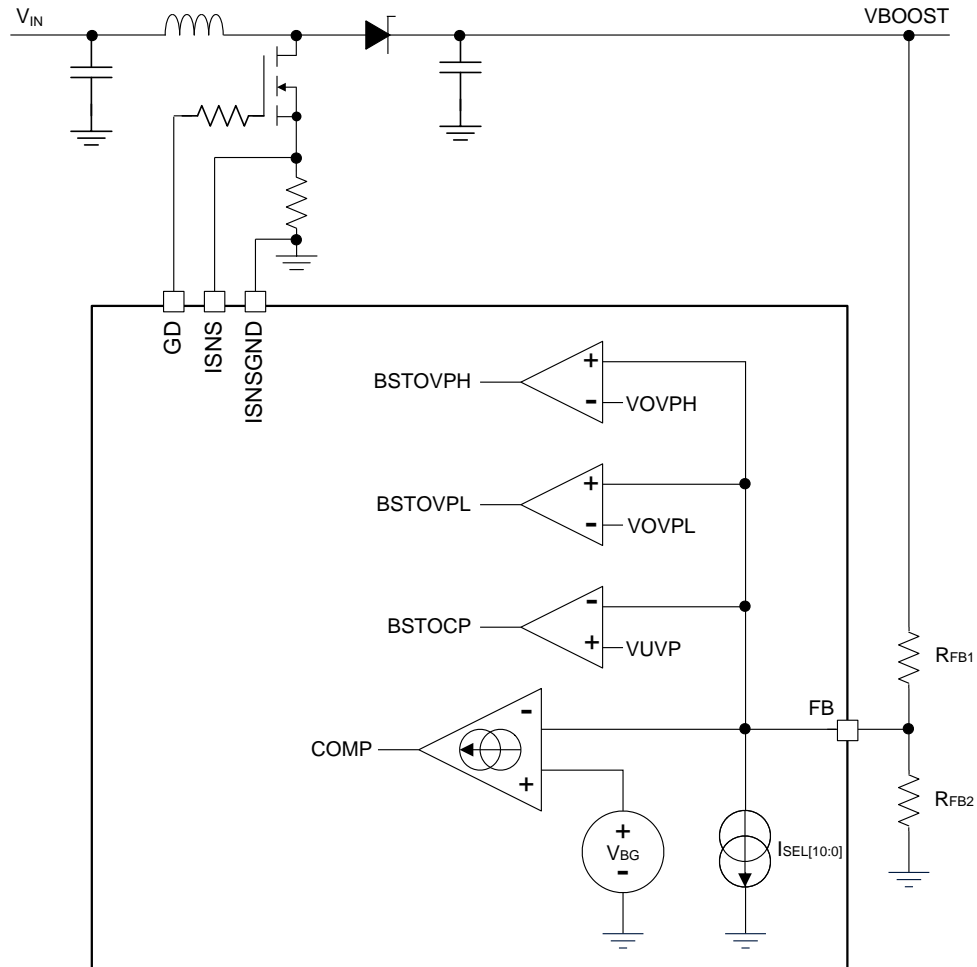 VIN
VBOOST
GD
ISNS
ISNSGND
BSTOVPH
+
-
VOVPH
BSTOVPL
+
-
VOVPL
BSTOCP
-
+
VUVP
RFB1
FB
COMP
-
+
RFB2
+
VBG
-
ISEL[10:0]